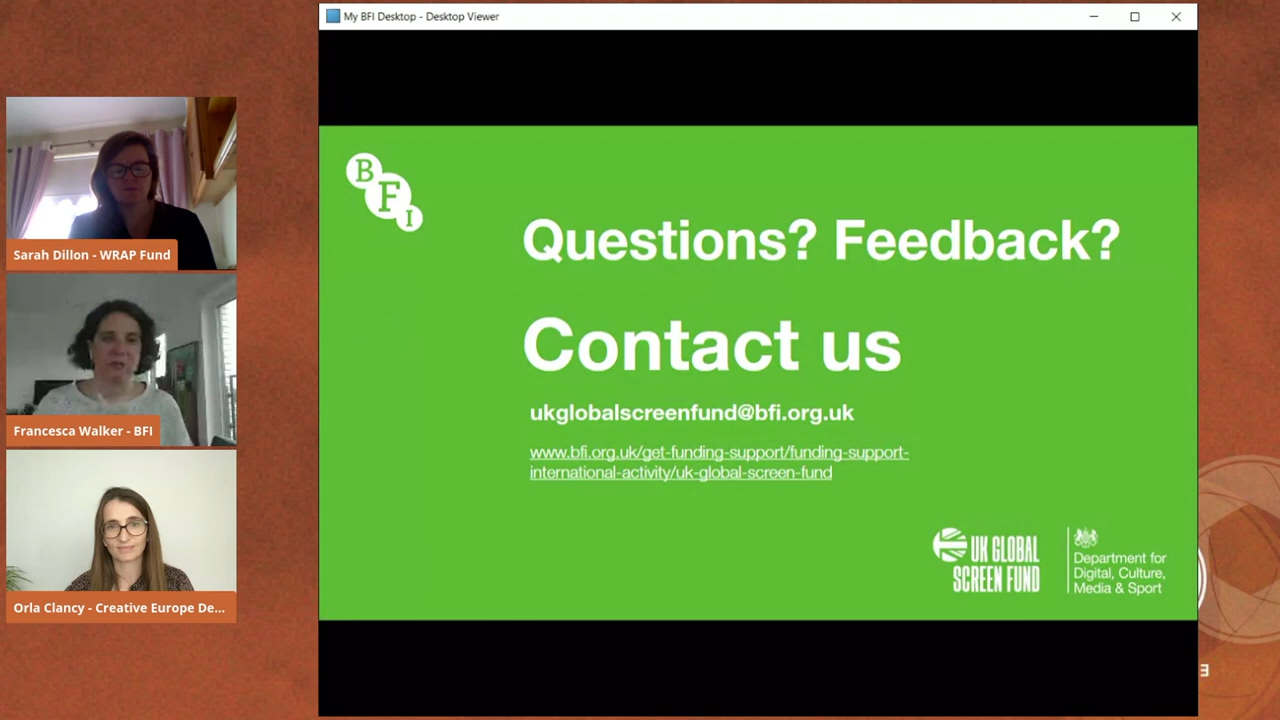 My BFI Desktop - Desktop Viewer
BFI
Questions? Feedback?
Contact us
ukglobalscreenfund@bfi.org.uk
www.bfi.org.uk/get-funding-support/funding-support-
international-activity/uk-global-screen-fund
UK GLOBAL
SCREEN FUND
Department for
Digital, Culture,
Media & Sport
Sarah Dillon - WRAP Fund
Francesca Walker - BFI
Orla Clancy - Creative Europe De...